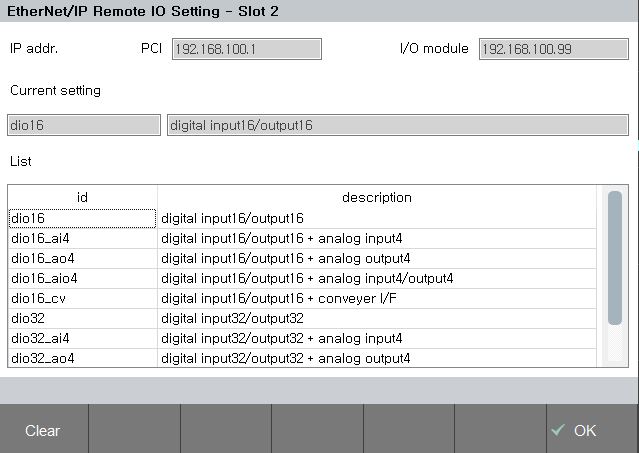 EtherNet/IP Remote IO Setting - Slot 2
IP addr. PCI 192.168.100.1 I/O module 192.168.100.99
Current setting
dio16 digital input16/output16
List
id description
dio16 digital input16/output16
dio16_ai4 digital input16/output16 + analog input4
dio16_ao4 digital input16/output16 + analog output4
dio16_aio4 digital input16/output16 + analog input4/output4
dio16_cv digital input16/output16 + conveyer I/F
dio32 digital input32/output32
dio32_ai4 digital input32/output32 + analog input4
dio32_ao4 digital input32/output32 + analog output4
Clear OK